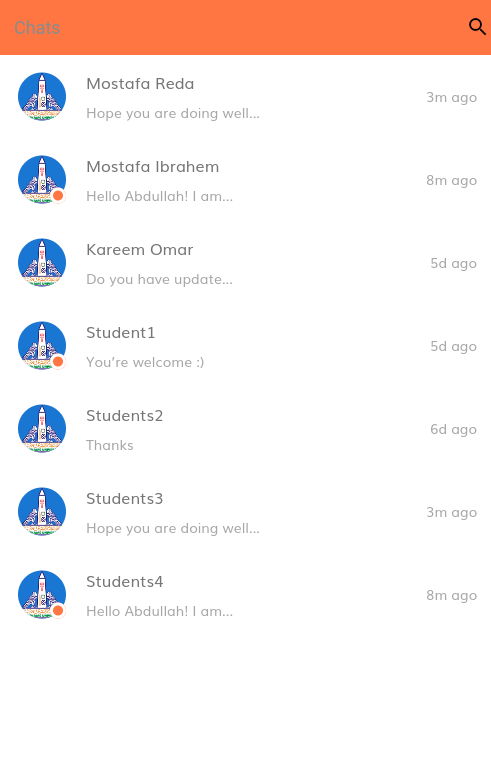 Chats
Mostafa Reda
3m ago
Hope you are doing well...
Mostafa Ibrahem
8m ago
Hello Abdullah! I am...
Kareem Omar
5d ago
Do you have update...
Student1
5d ago
You're welcome :)
Students2
6d ago
Thanks
Students3
3m ago
Hope you are doing well...
Students4
8m ago
Hello Abdullah! I am...